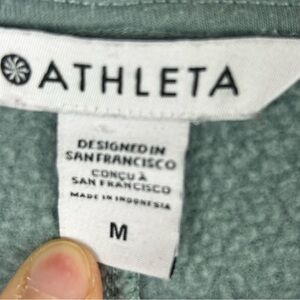 ATHLETA
DESIGNED IN
SAN FRANCISCO
CONÇU À
SAN FRANCISCO
MADE IN INDONESIA
M